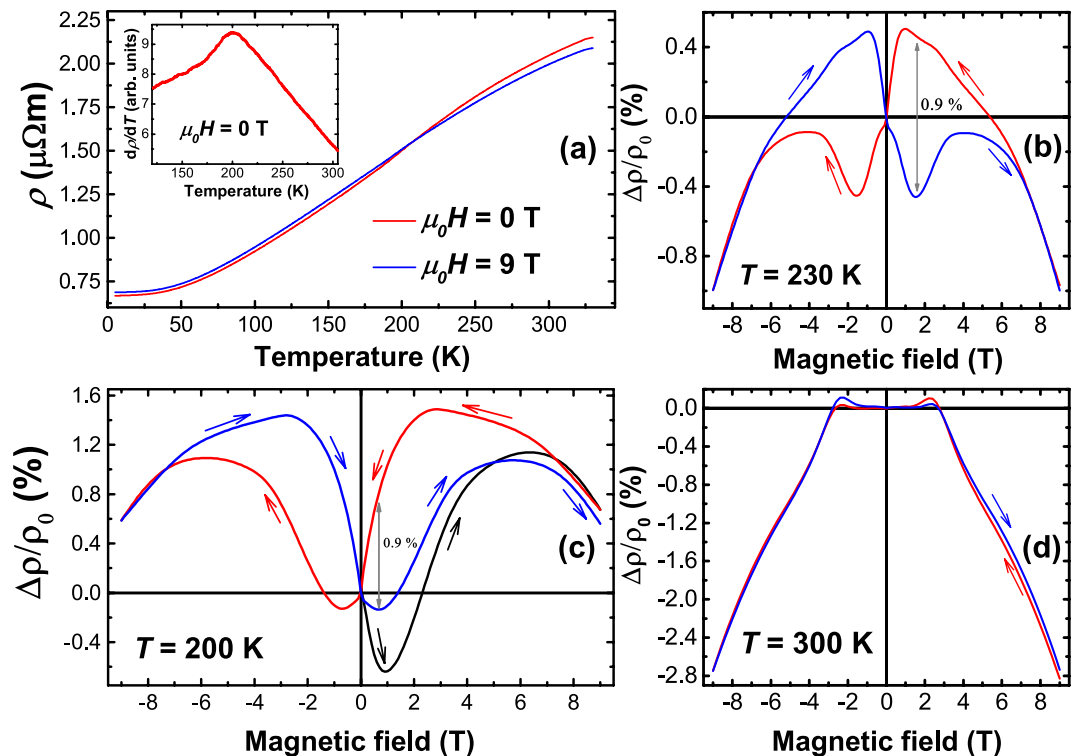 2.00
1.75
1.50
1.25
1.00
0.75
ρ (μΩm)
9
8
7
6
dρ/dT (arb. units)
μ₀H = 0 T
150 200 250 300
Temperature (K)
(a)
μ₀H = 0 T
μ₀H = 9 T
0 50 100 150 200 250 300
Temperature (K)
0.4
0.0
-0.4
-0.8
Δρ/ρ₀ (%)
0.9 %
(b)
T = 230 K
-8 -6 -4 -2 0 2 4 6 8
Magnetic field (T)
1.6
1.2
0.8
0.4
0.0
-0.4
Δρ/ρ₀ (%)
0.9 %
(c)
T = 200 K
-8 -6 -4 -2 0 2 4 6 8
Magnetic field (T)
0.0
-0.4
-0.8
-1.2
-1.6
-2.0
-2.4
-2.8
Δρ/ρ₀ (%)
(d)
T = 300 K
-8 -6 -4 -2 0 2 4 6 8
Magnetic field (T)